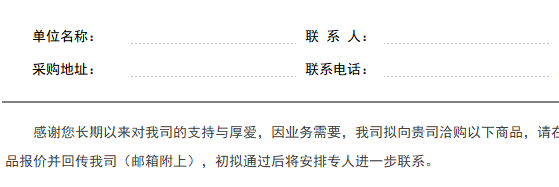 单位名称： 联 系 人：
采购地址： 联系电话：
感谢您长期以来对我司的支持与厚爱，因业务需要，我司拟向贵司洽购以下商品，请在
品报价并回传我司（邮箱附上），初拟通过后将安排专人进一步联系。